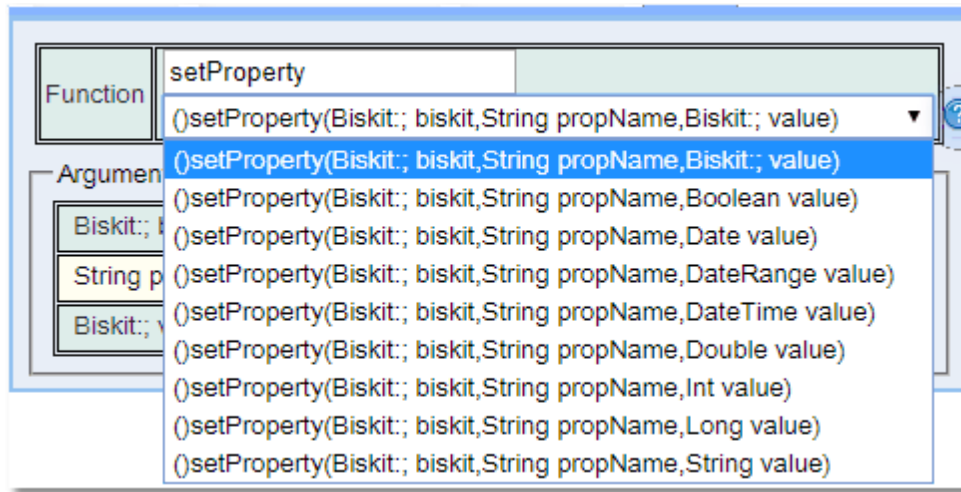 Function
setProperty
()setProperty(Biskit:; biskit,String propName,Biskit:; value)
()setProperty(Biskit:; biskit,String propName,Biskit:; value)
()setProperty(Biskit:; biskit,String propName,Boolean value)
()setProperty(Biskit:; biskit,String propName,Date value)
()setProperty(Biskit:; biskit,String propName,DateRange value)
()setProperty(Biskit:; biskit,String propName,DateTime value)
()setProperty(Biskit:; biskit,String propName,Double value)
()setProperty(Biskit:; biskit,String propName,Int value)
()setProperty(Biskit:; biskit,String propName,Long value)
()setProperty(Biskit:; biskit,String propName,String value)
Argumen
Biskit:;
String p
Biskit:;
?